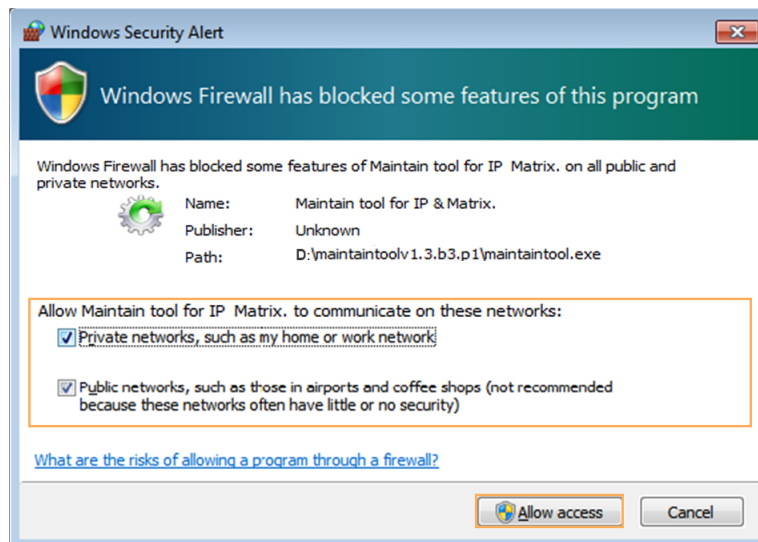 Windows Security Alert
Windows Firewall has blocked some features of this program
Windows Firewall has blocked some features of Maintain tool for IP Matrix. on all public and
private networks.
Name: Maintain tool for IP & Matrix.
Publisher: Unknown
Path: D:\maintaintoolv1.3.b3.p1\maintaintool.exe
Allow Maintain tool for IP Matrix. to communicate on these networks:
Private networks, such as my home or work network
Public networks, such as those in airports and coffee shops (not recommended
because these networks often have little or no security)
What are the risks of allowing a program through a firewall?
Allow access Cancel